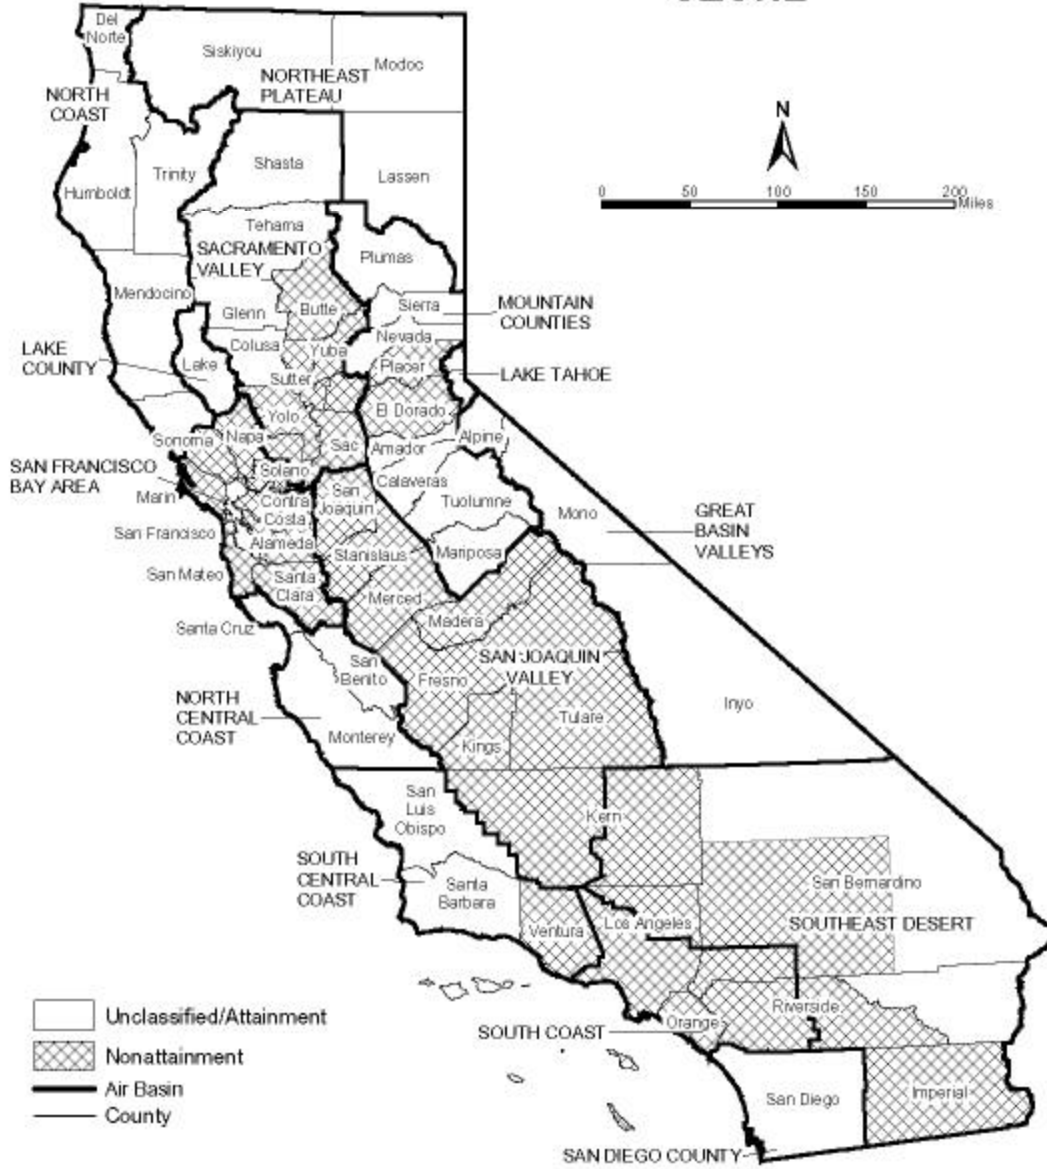 Del
Norte
Siskiyou
Modoc
NORTHEAST
PLATEAU
NORTH
COAST
N
Shasta
Trinity
Lassen
Humboldt
0 50 100 150 200
Miles
Tehama
SACRAMENTO
VALLEY
Plumas
Mendocino
Glenn
Butte
Sierra
MOUNTAIN
COUNTIES
Nevada
LAKE
COUNTY
Colusa
Yuba
Lake
Placer
LAKE TAHOE
Sutter
Yolo
El Dorado
Sonoma
Napa
Sac
Amador
Alpine
SAN FRANCISCO
BAY AREA
Solano
Calaveras
Marin
San
Joaquin
Contra
Costa
Tuolumne
Mono
GREAT
BASIN
VALLEYS
San Francisco
Alameda
Stanislaus
Mariposa
San Mateo
Santa
Clara
Merced
Madera
Santa Cruz
SAN JOAQUIN
VALLEY
San
Benito
Fresno
NORTH
CENTRAL
COAST
Tulare
Inyo
Monterey
Kings
San
Luis
Obispo
Kern
SOUTH
CENTRAL
COAST
Santa
Barbara
San Bernardino
Ventura
Los Angeles
SOUTHEAST DESERT
Riverside
Orange
SOUTH COAST
San Diego
Imperial
SAN DIEGO COUNTY
Unclassified/Attainment
Nonattainment
Air Basin
County